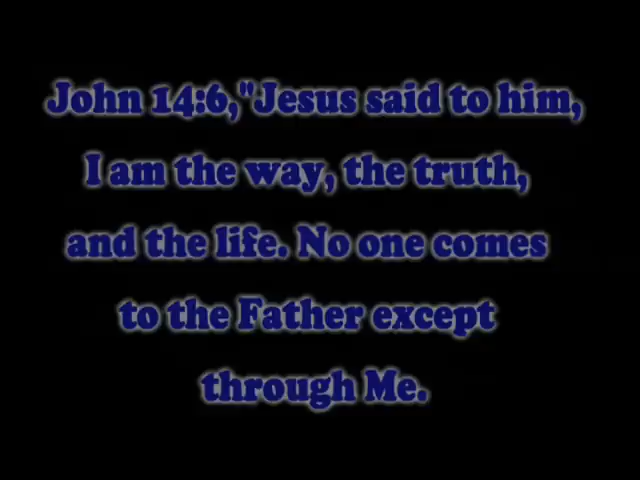 John 14:6,"Jesus said to him,
I am the way, the truth,
and the life. No one comes
to the Father except
through Me.